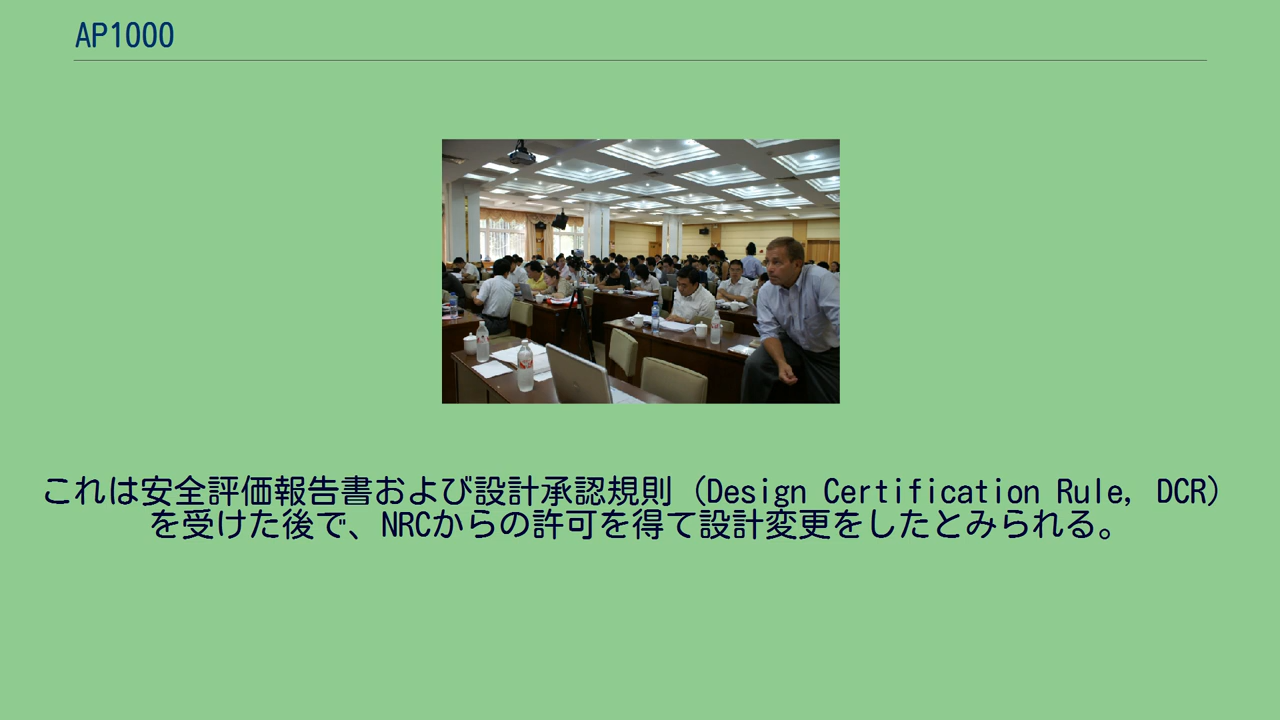 AP1000
これは安全評価報告書および設計承認規則 (Design Certification Rule, DCR)
を受けた後で、NRCからの許可を得て設計変更をしたとみられる。